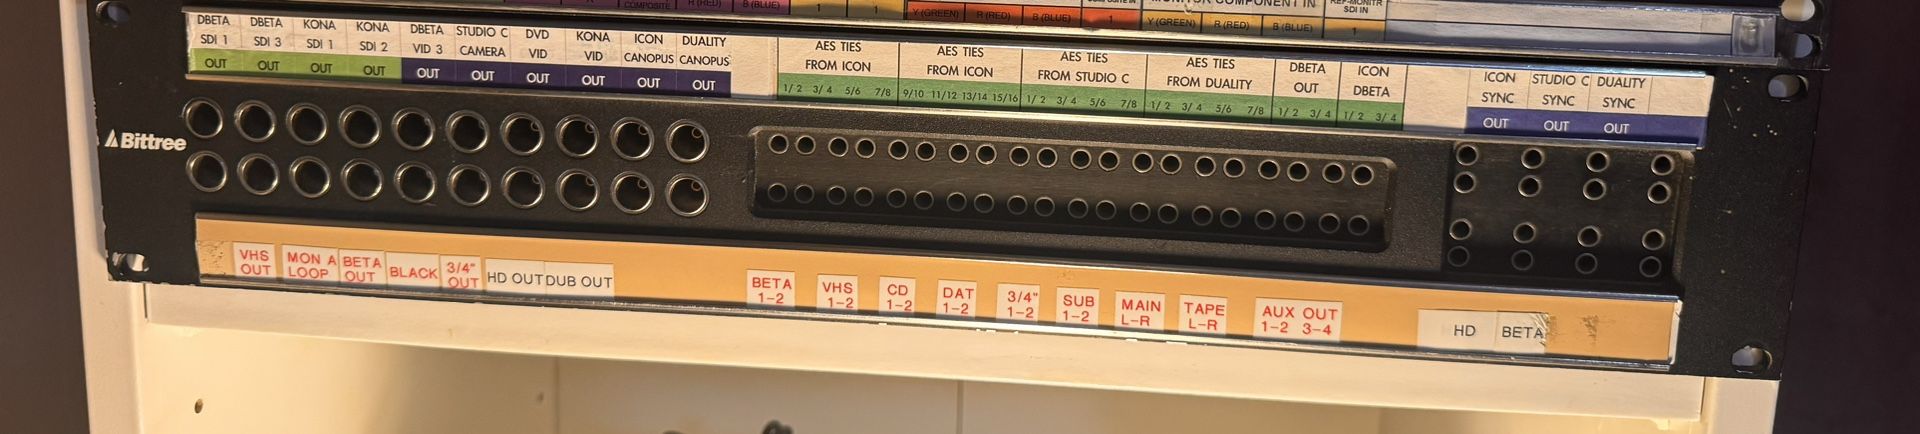 COMPOSITE R (RED) B (BLUE) 1 1 Y (GREEN) R (RED) B (BLUE) 1 Y (GREEN) R (RED) B (BLUE) 1
MONITOR COMPONENT IN
REF-MONITR
SDI IN
DBETA DBETA KONA KONA DBETA STUDIO C DVD KONA ICON DUALITY
SDI 1 SDI 3 SDI 1 SDI 2 VID 3 CAMERA VID VID CANOPUS CANOPUS
OUT OUT OUT OUT OUT OUT OUT OUT OUT OUT
AES TIES AES TIES AES TIES AES TIES DBETA ICON
FROM ICON FROM ICON FROM STUDIO C FROM DUALITY OUT DBETA
1/ 2 3/ 4 5/6 7/8 9/10 11/12 13/14 15/16 1/ 2 3/ 4 5/6 7/8 1/ 2 3/ 4 5/6 7/8 1/ 2 3/ 4 1/ 2 3/ 4
ICON STUDIO C DUALITY
SYNC SYNC SYNC
OUT OUT OUT
Bittree
VHS MON A BETA BLACK 3/4" HD OUT DUB OUT
OUT LOOP OUT OUT
BETA VHS CD DAT 3/4" SUB MAIN TAPE AUX OUT
1-2 1-2 1-2 1-2 1-2 1-2 L-R L-R 1-2 3-4
HD BETA